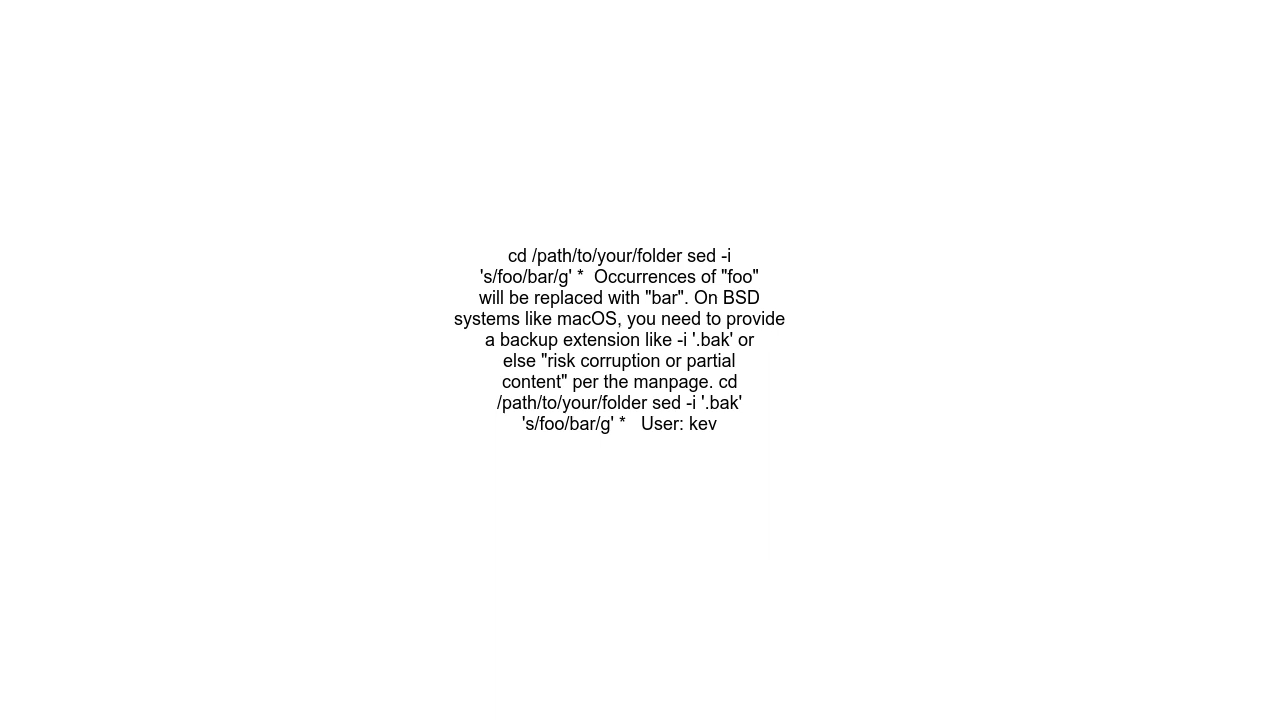 cd /path/to/your/folder sed -i
's/foo/bar/g' *  Occurrences of "foo"
will be replaced with "bar". On BSD
systems like macOS, you need to provide
a backup extension like -i '.bak' or
else "risk corruption or partial
content" per the manpage. cd
/path/to/your/folder sed -i '.bak'
's/foo/bar/g' *   User: kev